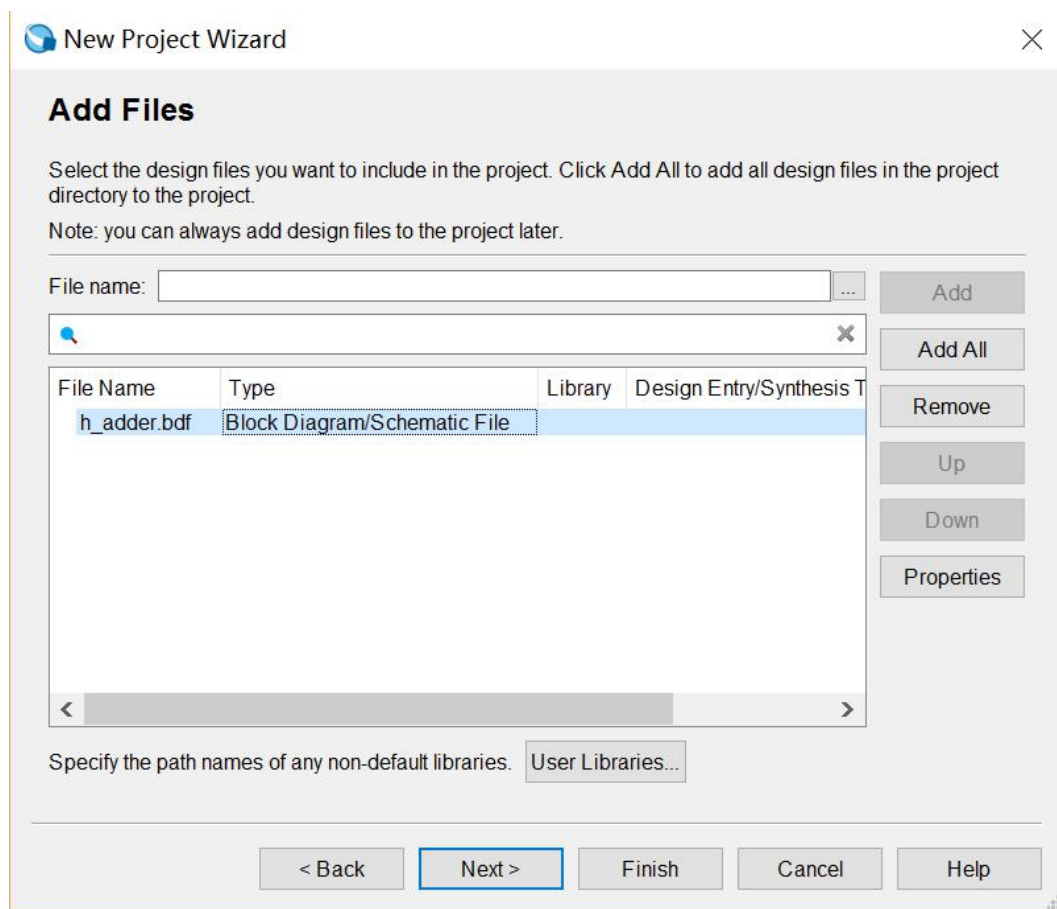 New Project Wizard
Add Files
Select the design files you want to include in the project. Click Add All to add all design files in the project
directory to the project.
Note: you can always add design files to the project later.
File name:
...
Add
Add All
File Name Type Library Design Entry/Synthesis T
h_adder.bdf Block Diagram/Schematic File
Remove
Up
Down
Properties
Specify the path names of any non-default libraries. User Libraries...
< Back Next > Finish Cancel Help